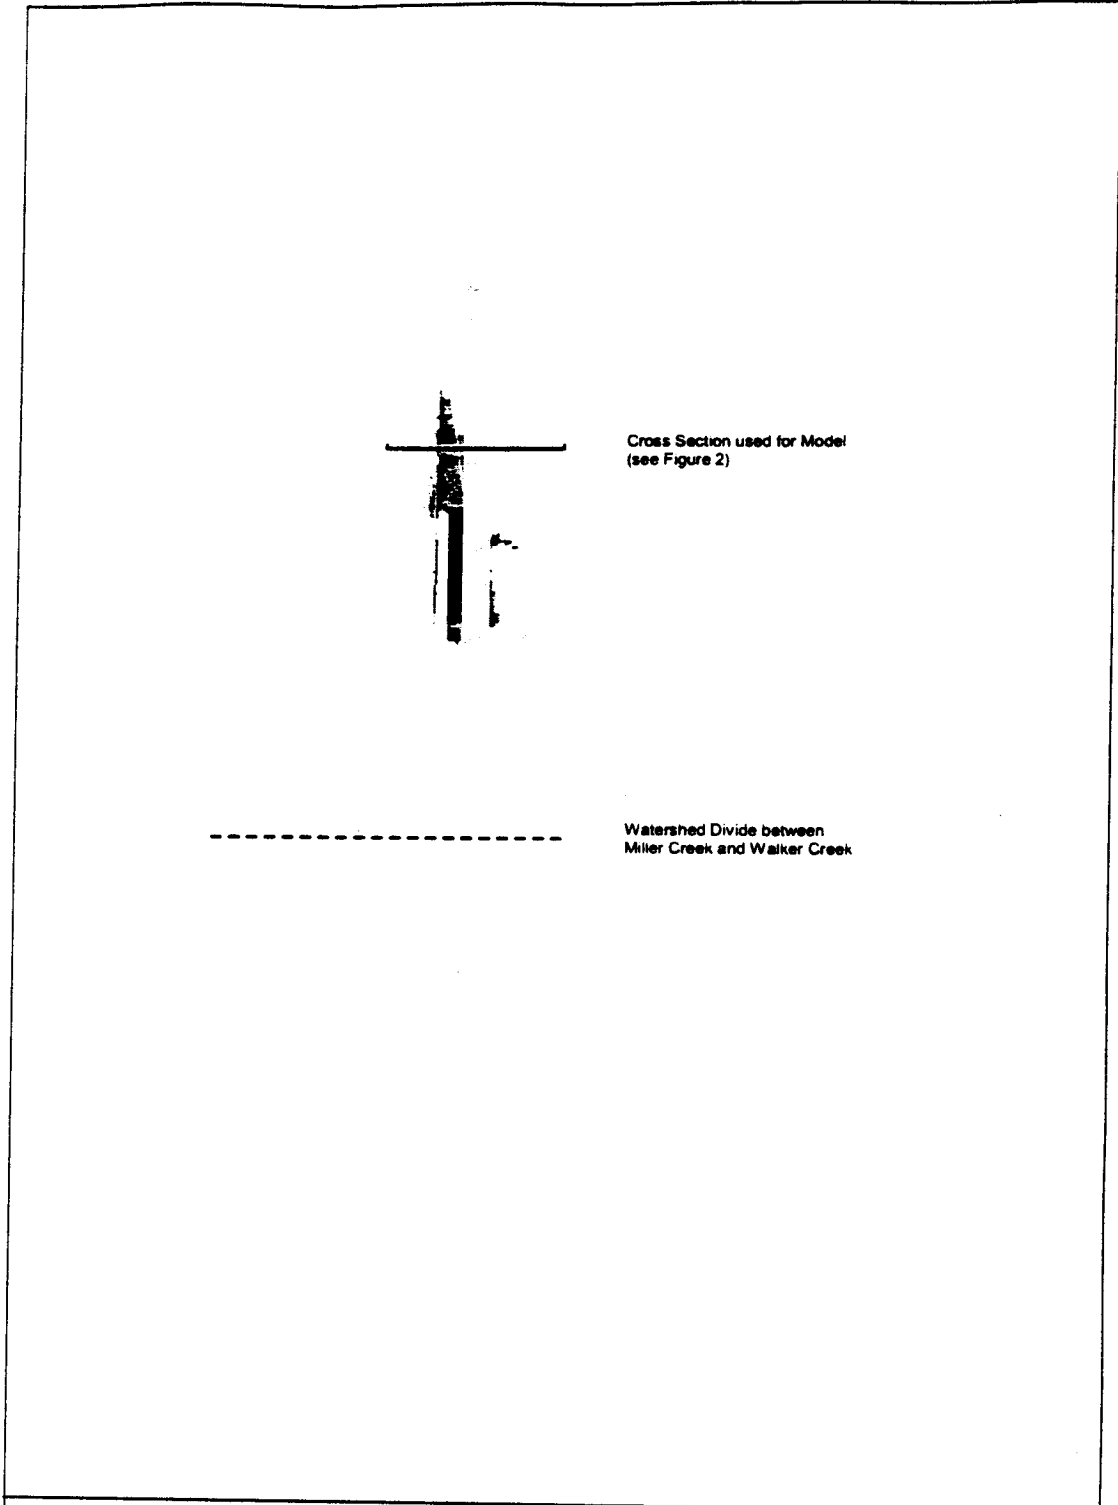 Cross Section used for Model
(see Figure 2)
Watershed Divide between
Miller Creek and Walker Creek